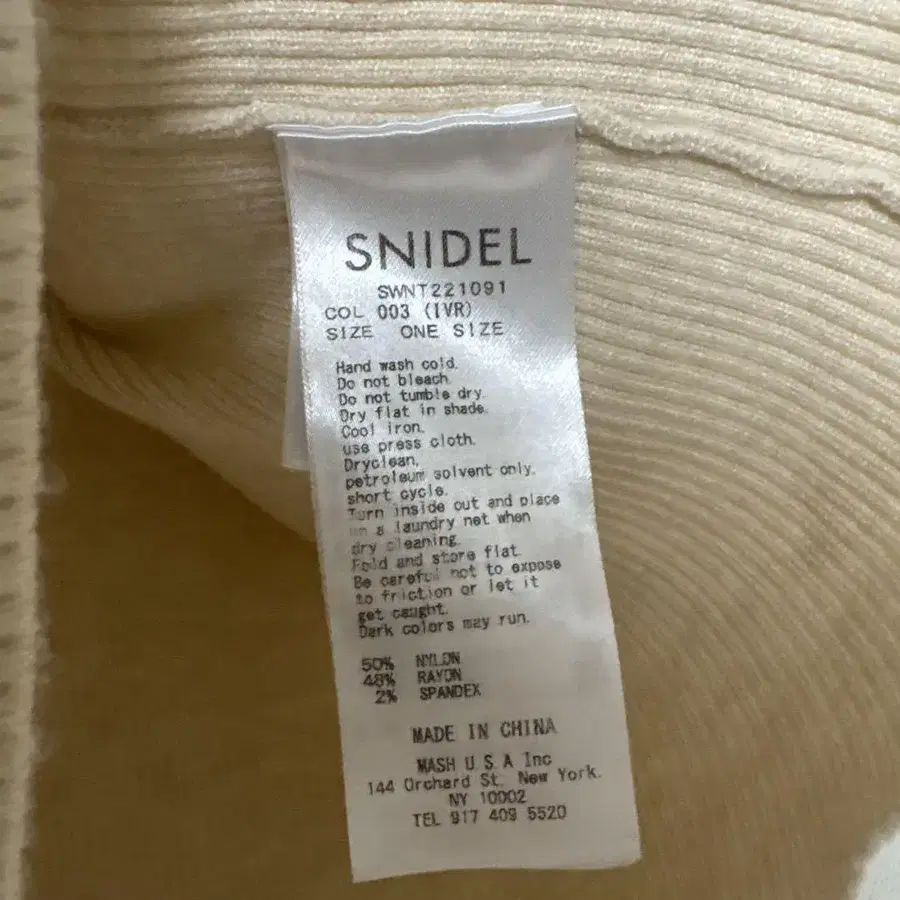 SNIDEL
SWNT221091
COL 003 (IVR)
SIZE ONE SIZE
Hand wash cold.
Do not bleach.
Do not tumble dry.
Dry flat in shade.
Cool iron.
use press cloth.
Dryclean,
petroleum solvent only.
short cycle.
Turn inside out and place
in a laundry net when
dry cleaning.
Fold and store flat.
Be careful not to expose
to friction or let it
get caught.
Dark colors may run.
50% NYLON
48% RAYON
2% SPANDEX
MADE IN CHINA
MASH U.S.A Inc
144 Orchard St. New York.
NY 10002
TEL 917 409 5520